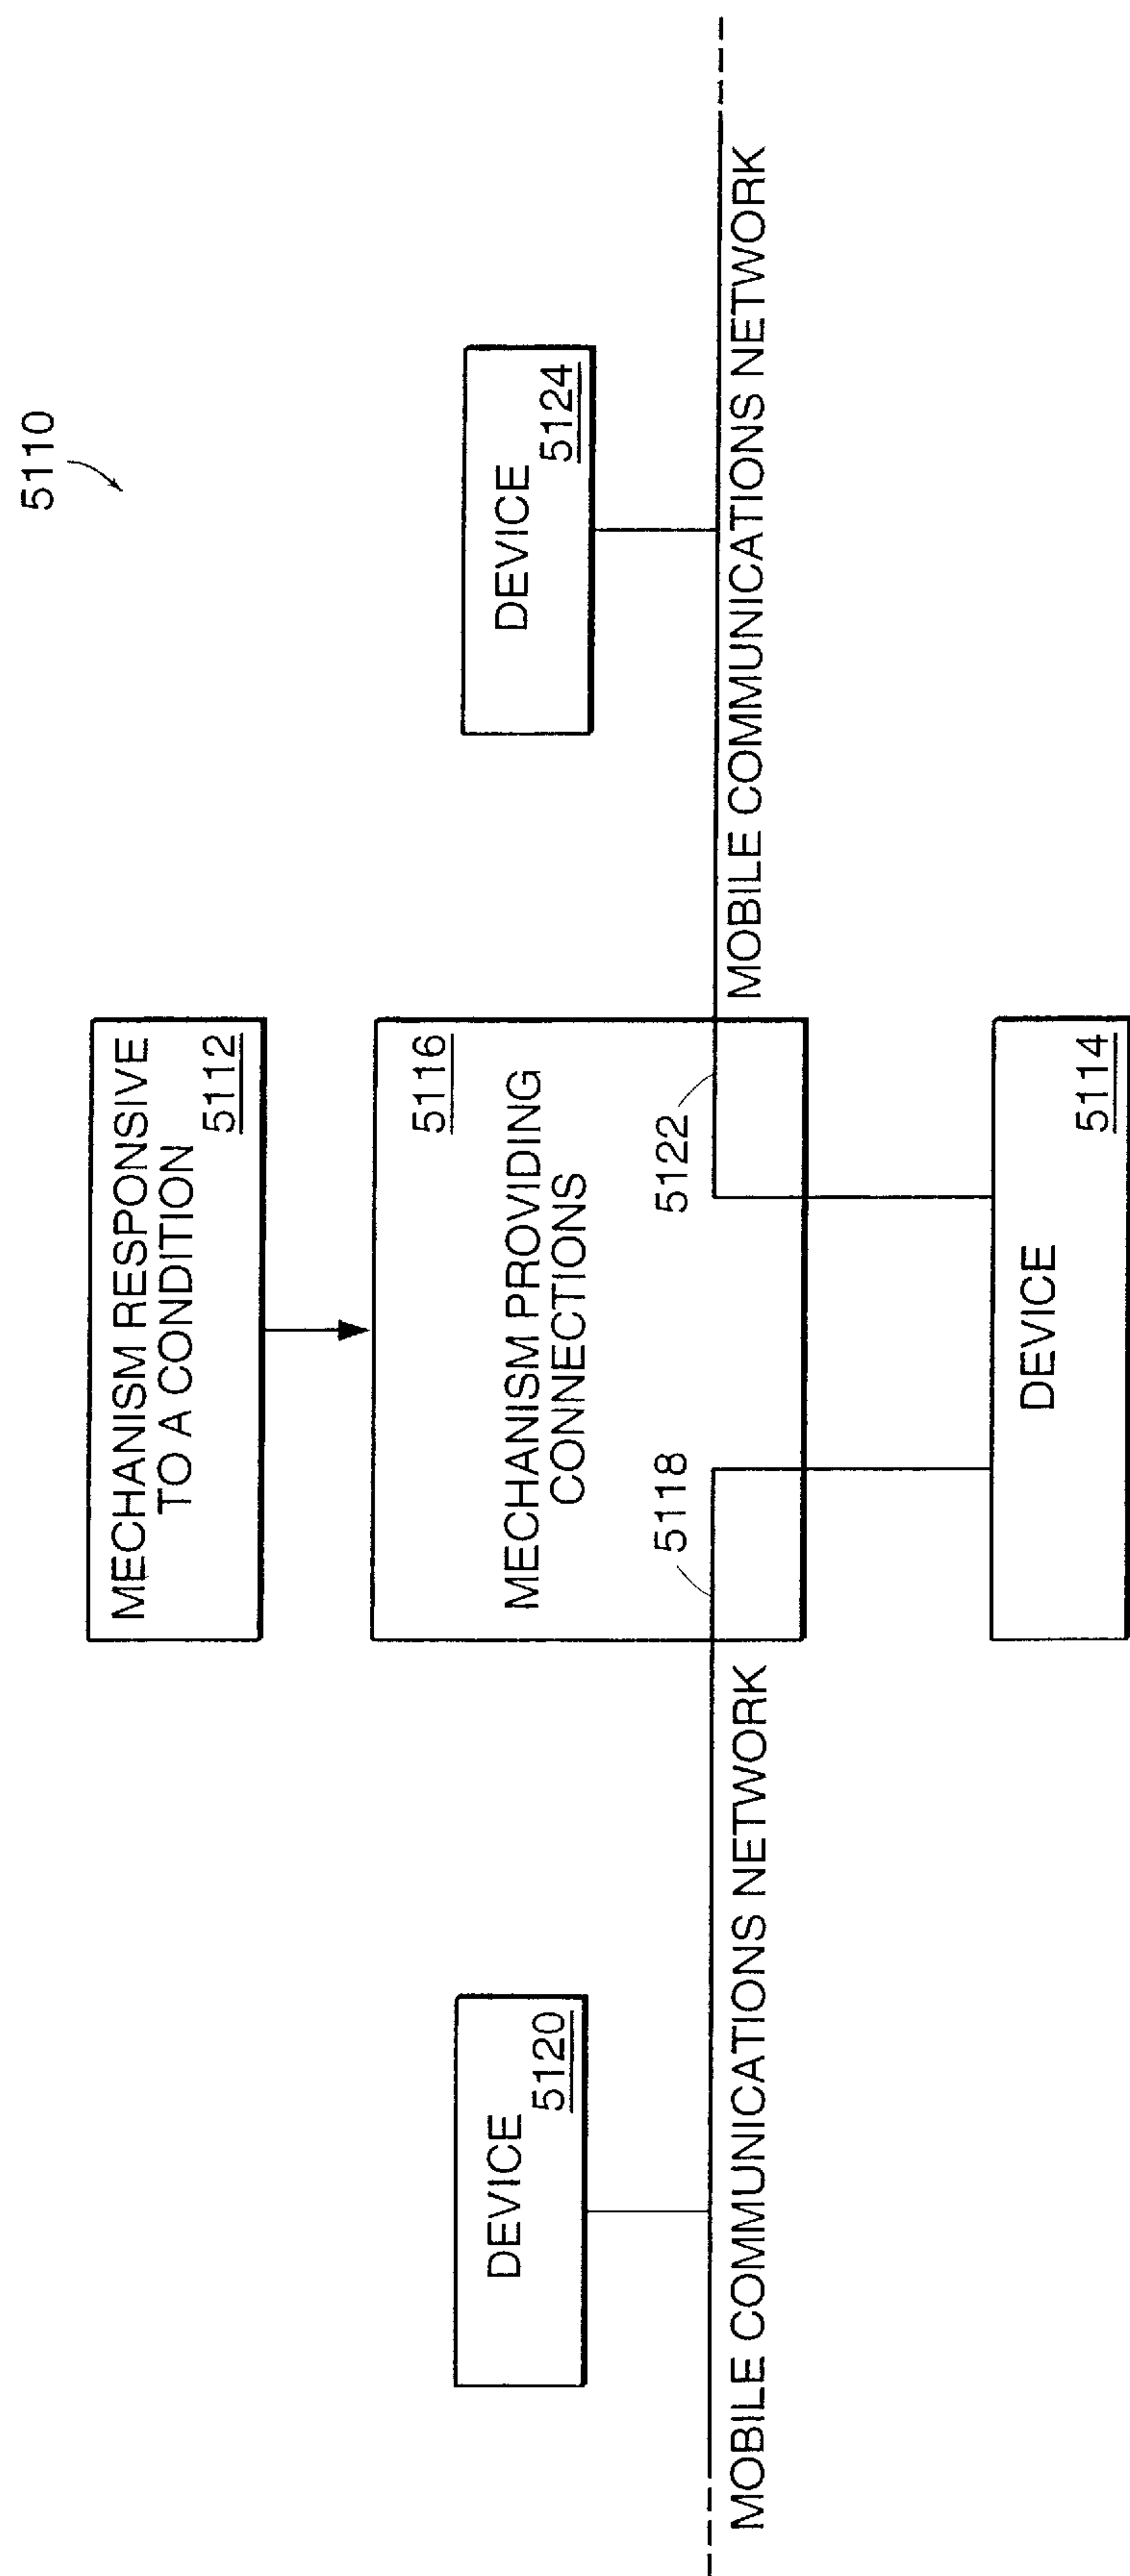 5110
MECHANISM RESPONSIVE
TO A CONDITION
5112
5116
MECHANISM PROVIDING
CONNECTIONS
5118
5122
DEVICE
5120
DEVICE
5124
MOBILE COMMUNICATIONS NETWORK
MOBILE COMMUNICATIONS NETWORK
DEVICE
5114